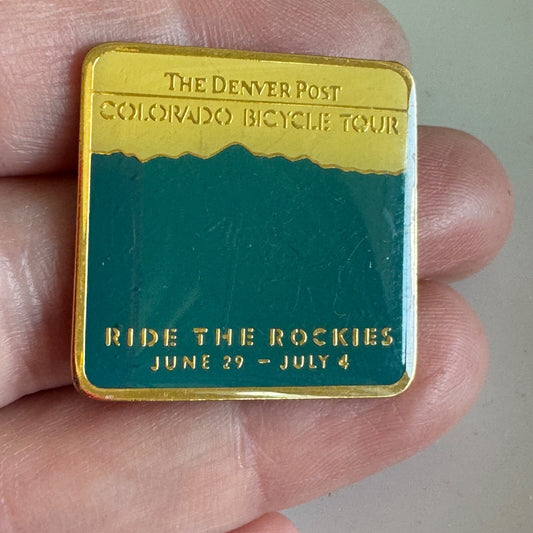 THE DENVER POST
COLORADO BICYCLE TOUR
RIDE THE ROCKIES
JUNE 29 – JULY 4